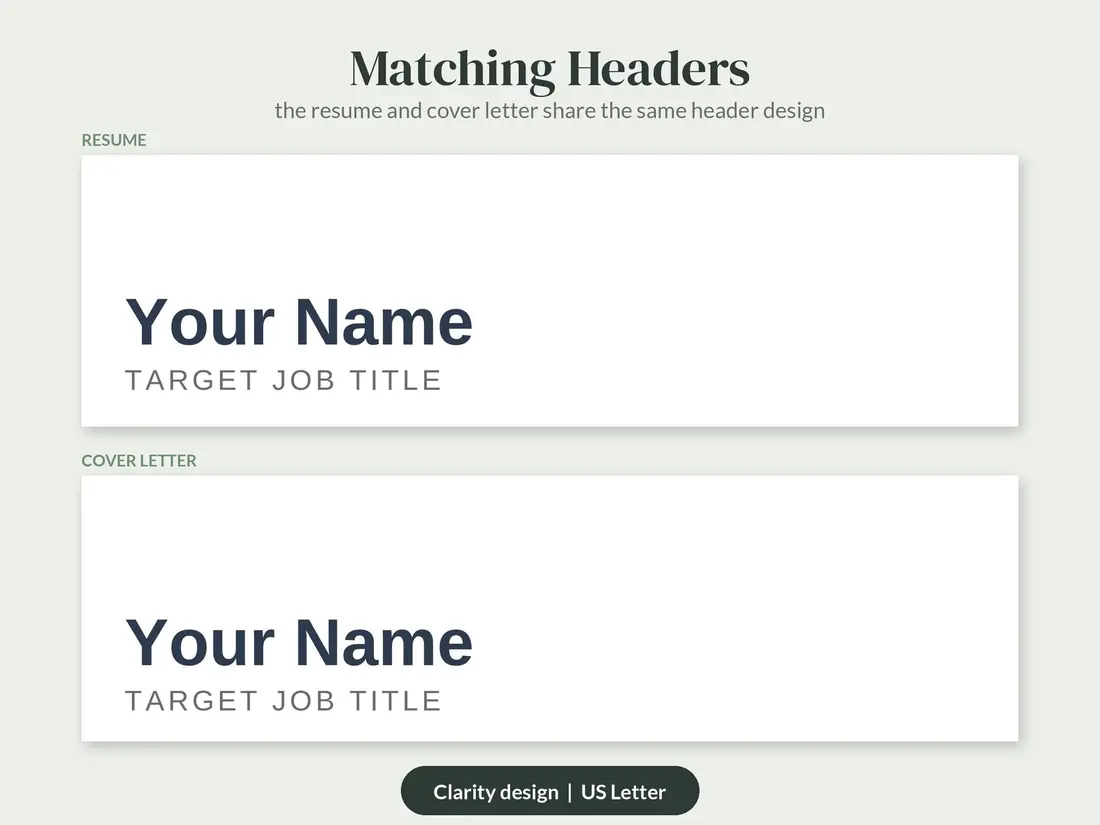 Matching Headers
the resume and cover letter share the same header design
RESUME
Your Name
TARGET JOB TITLE
COVER LETTER
Your Name
TARGET JOB TITLE
Clarity design | US Letter